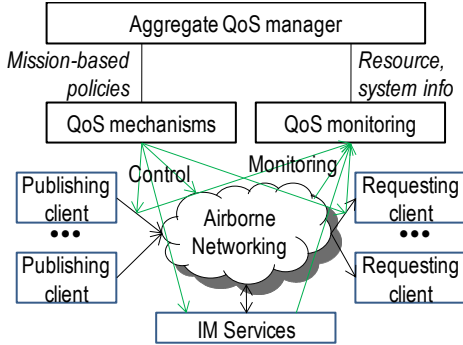 Aggregate QoS manager
Mission-based
policies
Resource,
system info
QoS mechanisms
QoS monitoring
Control
Monitoring
Publishing
client
•••
Publishing
client
Airborne
Networking
Requesting
client
•••
Requesting
client
IM Services